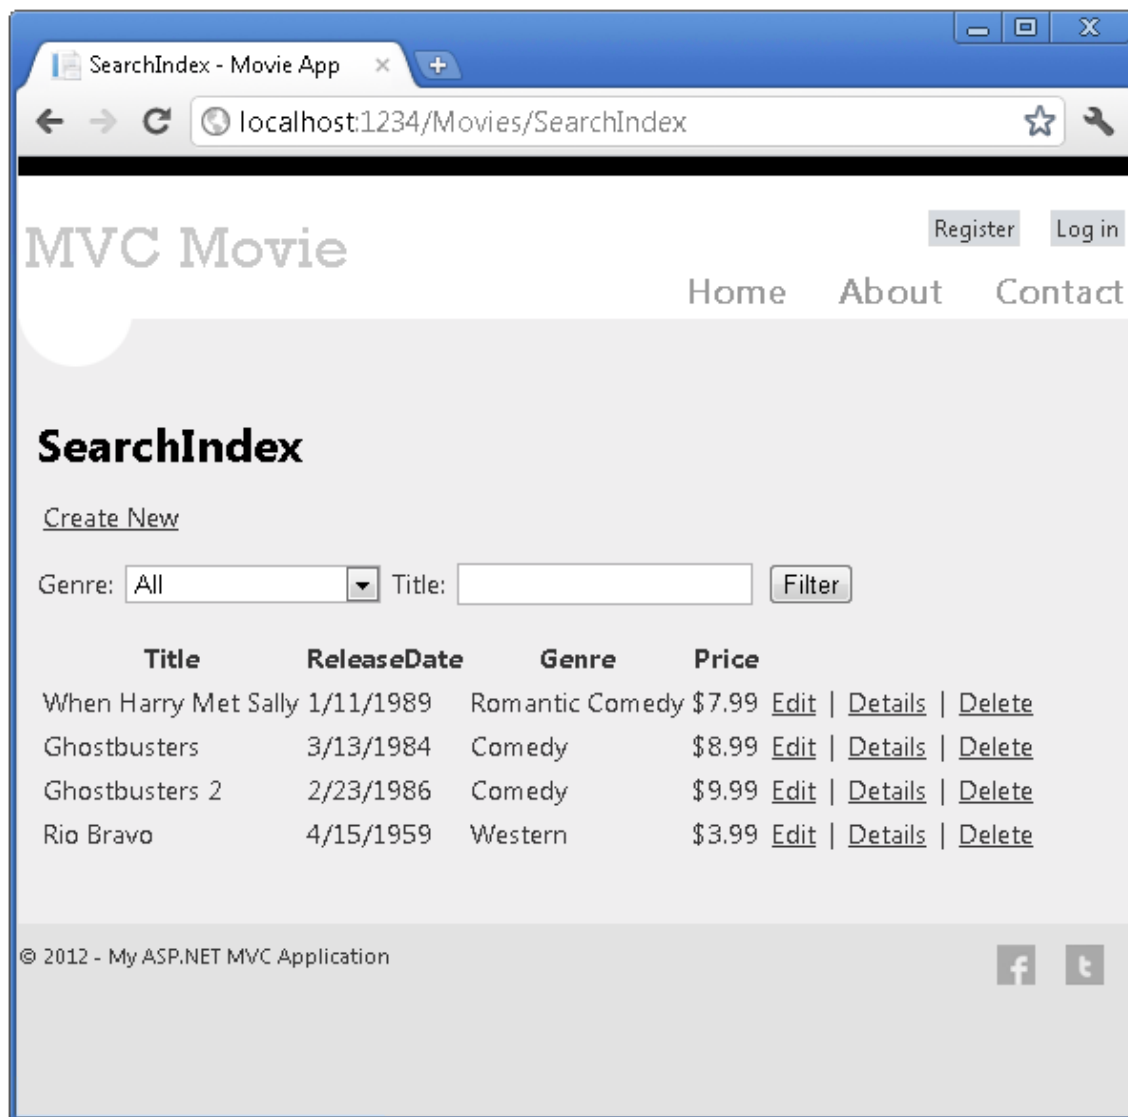 SearchIndex - Movie App
localhost:1234/Movies/SearchIndex
Register Log in
MVC Movie
Home About Contact
SearchIndex
Create New
Genre: All Title: Filter
Title ReleaseDate Genre Price
When Harry Met Sally 1/11/1989 Romantic Comedy $7.99 Edit | Details | Delete
Ghostbusters 3/13/1984 Comedy $8.99 Edit | Details | Delete
Ghostbusters 2 2/23/1986 Comedy $9.99 Edit | Details | Delete
Rio Bravo 4/15/1959 Western $3.99 Edit | Details | Delete
© 2012 - My ASP.NET MVC Application